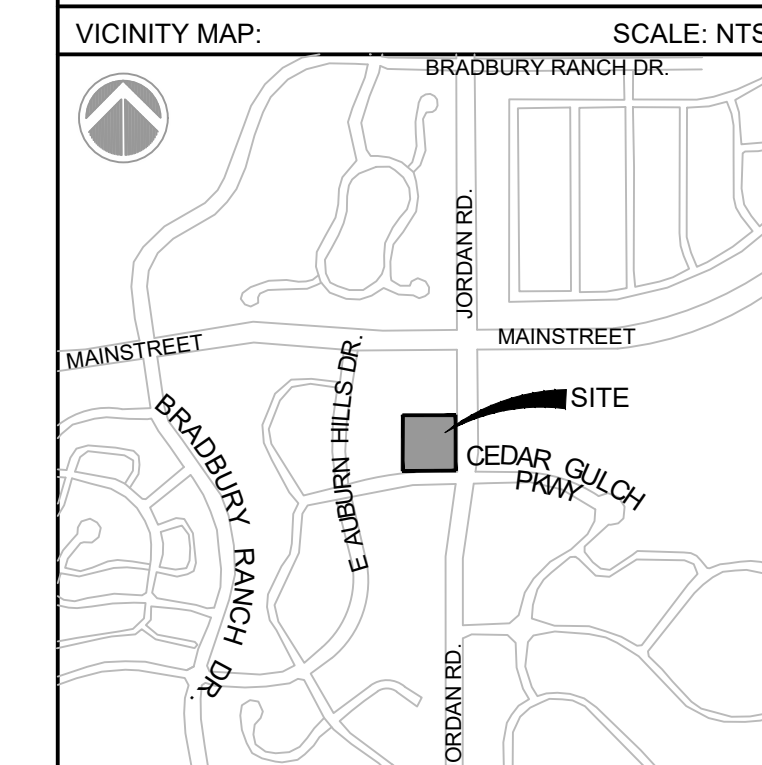 VICINITY MAP:
SCALE: NTS
BRADBURY RANCH DR.
JORDAN RD.
MAINSTREET
MAINSTREET
E AUBURN HILLS DR.
SITE
BRADBURY RANCH DR.
CEDAR GULCH
PKWY
ORDAN RD.